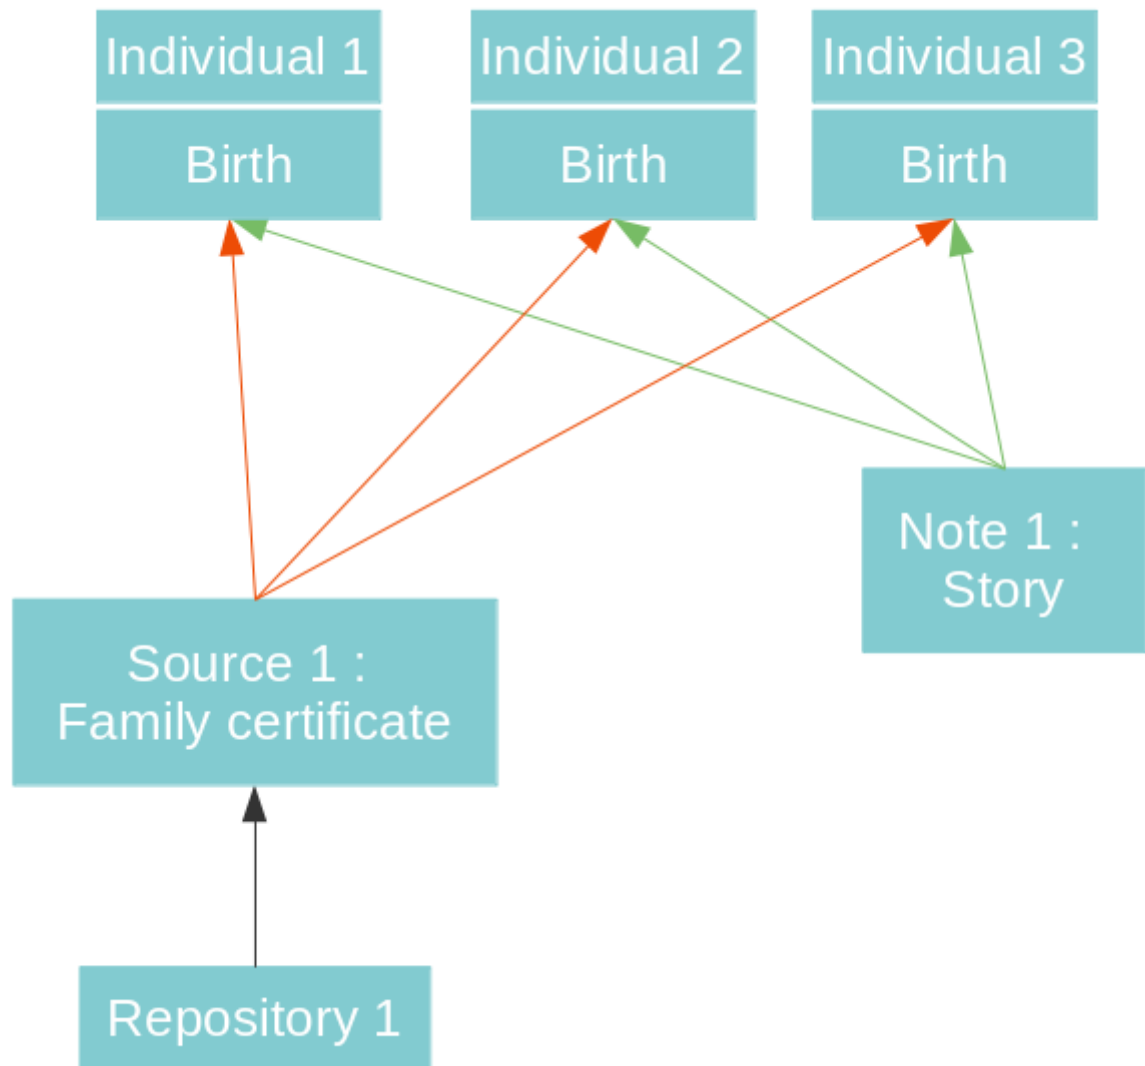 Individual 1
Individual 2
Individual 3
Birth
Birth
Birth
Note 1 :
Story
Source 1 :
Family certificate
Repository 1